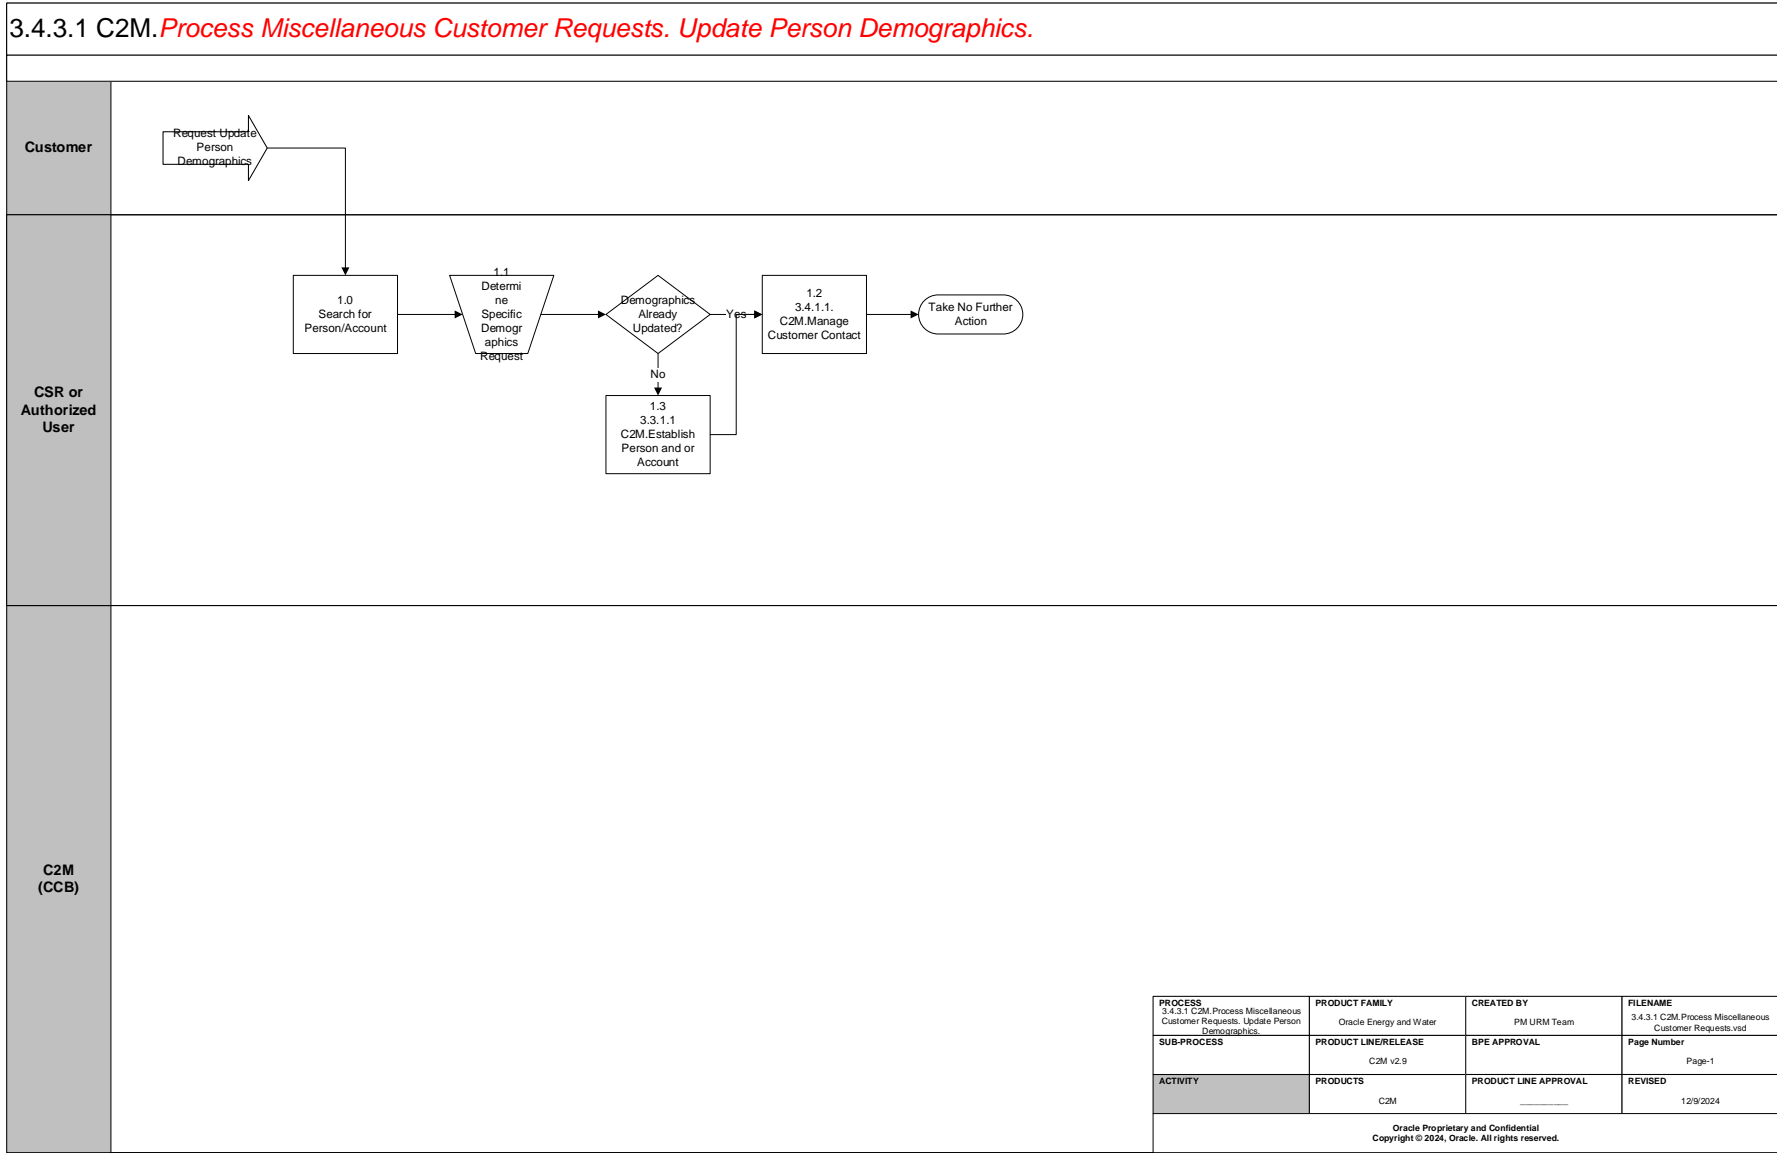 3.4.3.1 C2M.Process Miscellaneous Customer Requests. Update Person Demographics.
Customer
Request Update
Person
Demographics
CSR or
Authorized
User
1.0
Search for
Person/Account
1.1
Determi
ne
Specific
Demogr
aphics
Request
Demographics
Already
Updated?
Yes
1.2
3.4.1.1.
C2M.Manage
Customer Contact
Take No Further
Action
No
1.3
3.3.1.1
C2M.Establish
Person and or
Account
C2M
(CCB)
PROCESS
3.4.3.1 C2M.Process Miscellaneous
Customer Requests. Update Person
Demographics.
PRODUCT FAMILY
Oracle Energy and Water
CREATED BY
PM URM Team
FILENAME
3.4.3.1 C2M.Process Miscellaneous
Customer Requests.vsd
SUB-PROCESS
PRODUCT LINE/RELEASE
C2M v2.9
BPE APPROVAL
Page Number
Page-1
ACTIVITY
PRODUCTS
C2M
PRODUCT LINE APPROVAL
___________
REVISED
12/9/2024
Oracle Proprietary and Confidential
Copyright © 2024, Oracle. All rights reserved.